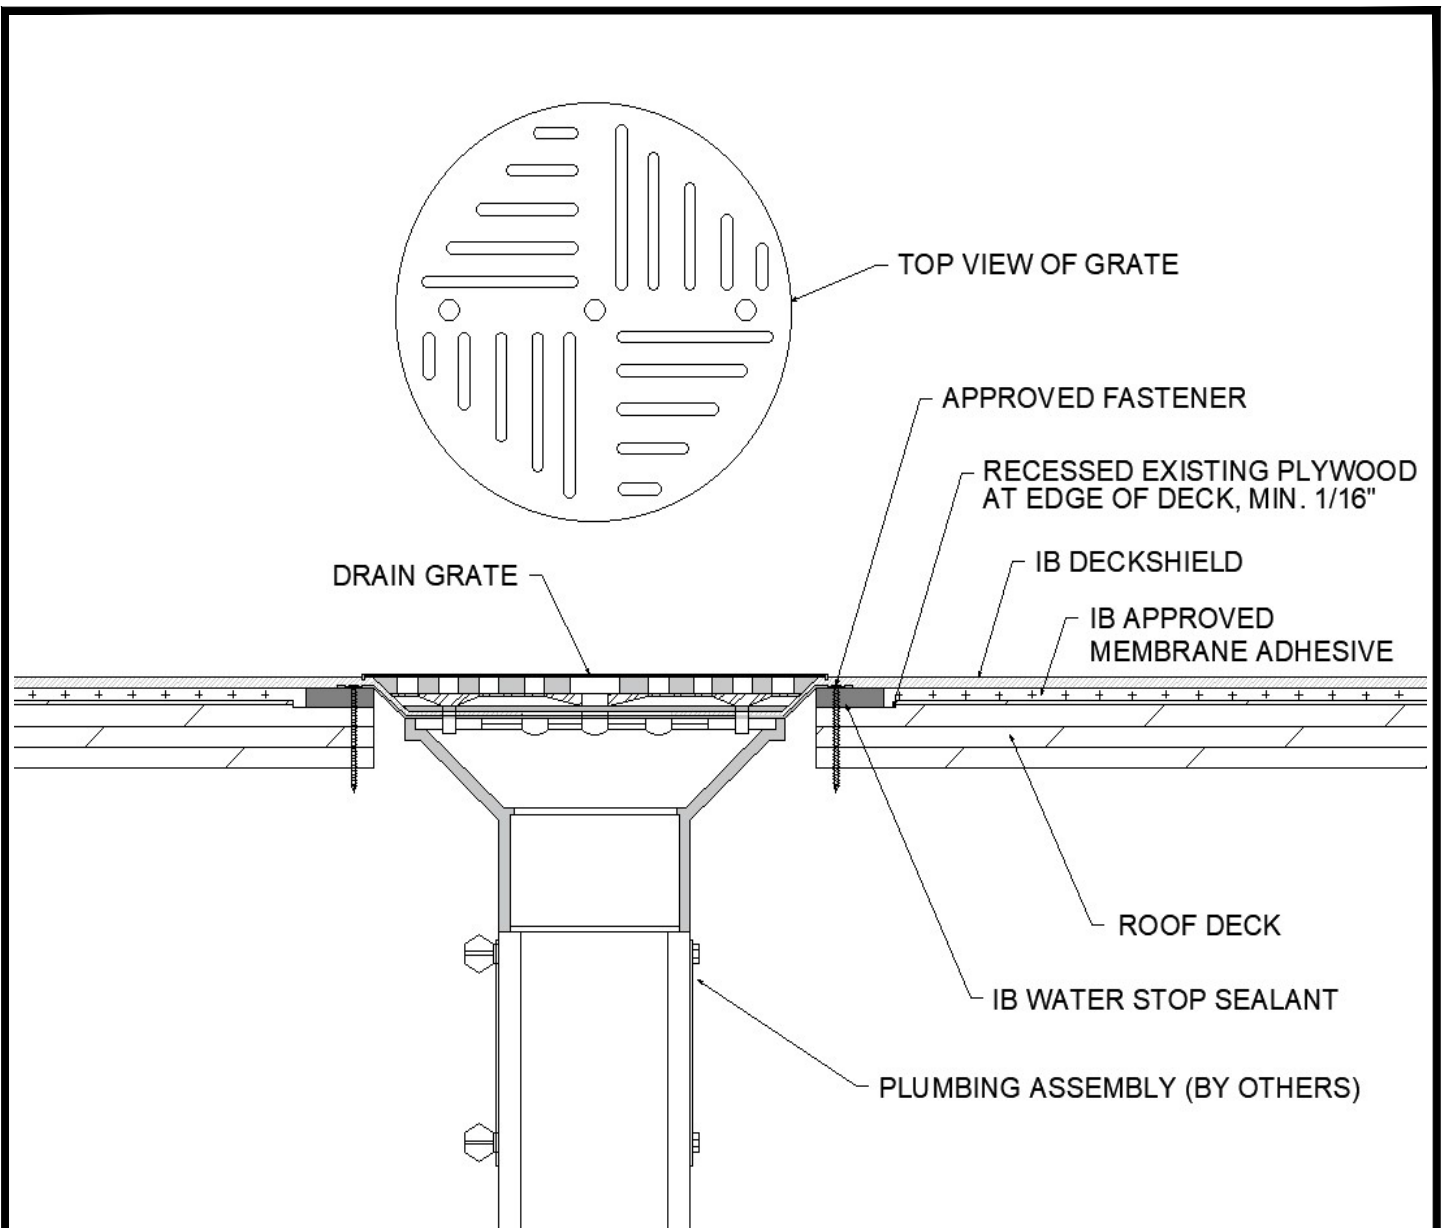 TOP VIEW OF GRATE
APPROVED FASTENER
RECESSED EXISTING PLYWOOD
AT EDGE OF DECK, MIN. 1/16"
IB DECKSHIELD
DRAIN GRATE
IB APPROVED
MEMBRANE ADHESIVE
ROOF DECK
IB WATER STOP SEALANT
PLUMBING ASSEMBLY (BY OTHERS)